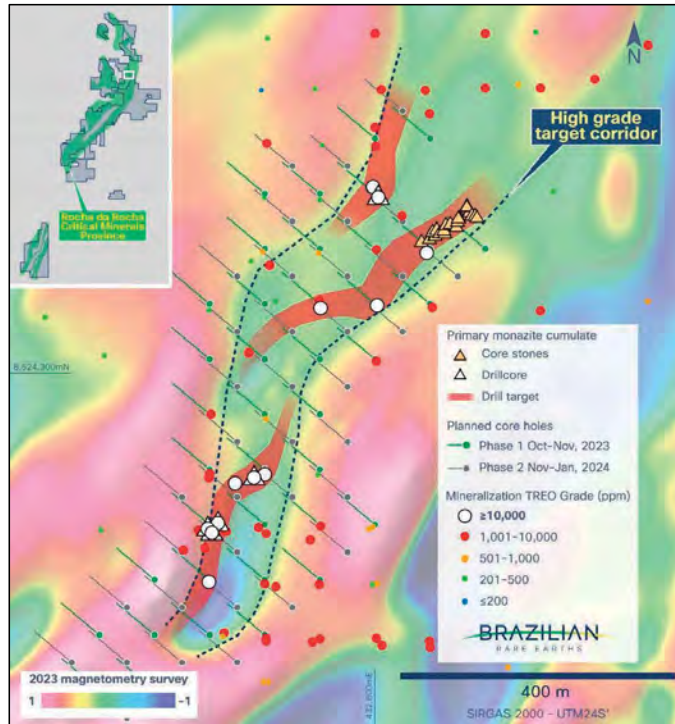 N
High grade
target corridor
Rocha da Rocha
Critical Minerals
Province
Primary monazite cumulate
Core stones
Drillcore
Drill target
8,524,300mN
Planned core holes
Phase 1 Oct-Nov, 2023
Phase 2 Nov-Jan, 2024
Mineralization TREO Grade (ppm)
≥10,000
1,001-10,000
501-1,000
201-500
≤200
BRAZILIAN
RARE EARTHS
2023 magnetometry survey
1
-1
432,600mE
400 m
SIRGAS 2000 - UTM24S'